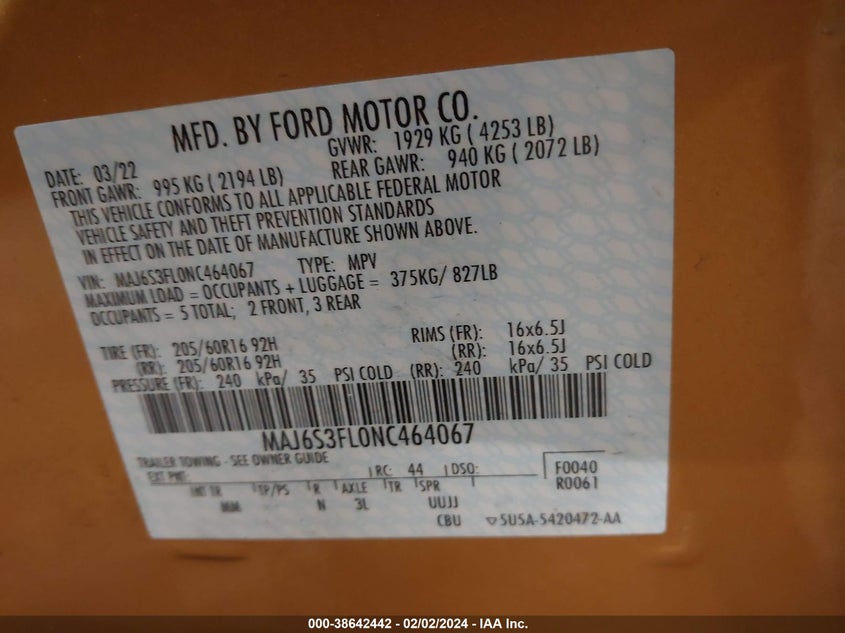 MFD. BY FORD MOTOR CO.
DATE: 03/22 GVWR: 1929 KG ( 4253 LB)
FRONT GAWR: 995 KG ( 2194 LB) REAR GAWR: 940 KG ( 2072 LB)
THIS VEHICLE CONFORMS TO ALL APPLICABLE FEDERAL MOTOR
VEHICLE SAFETY AND THEFT PREVENTION STANDARDS
IN EFFECT ON THE DATE OF MANUFACTURE SHOWN ABOVE.
VIN: MAJ6S3FL0NC464067 TYPE: MPV
MAXIMUM LOAD = OCCUPANTS + LUGGAGE = 375KG/ 827LB
OCCUPANTS = 5 TOTAL; 2 FRONT, 3 REAR
TIRE (FR): 205/60R16 92H RIMS (FR): 16x6.5J
(RR): 205/60R16 92H (RR): 16x6.5J
PRESSURE (FR): 240 kPa/ 35 PSI COLD (RR): 240 kPa/ 35 PSI COLD
MAJ6S3FL0NC464067
TRAILER TOWING - SEE OWNER GUIDE
EXT PNT: RC: 44 DSO: F0040
R0061
INT TR TP/PS R AXLE TR SPR
N 3L UUJJ
CBU 5U5A-5420472-AA
000-38642442 - 02/02/2024 - IAA Inc.